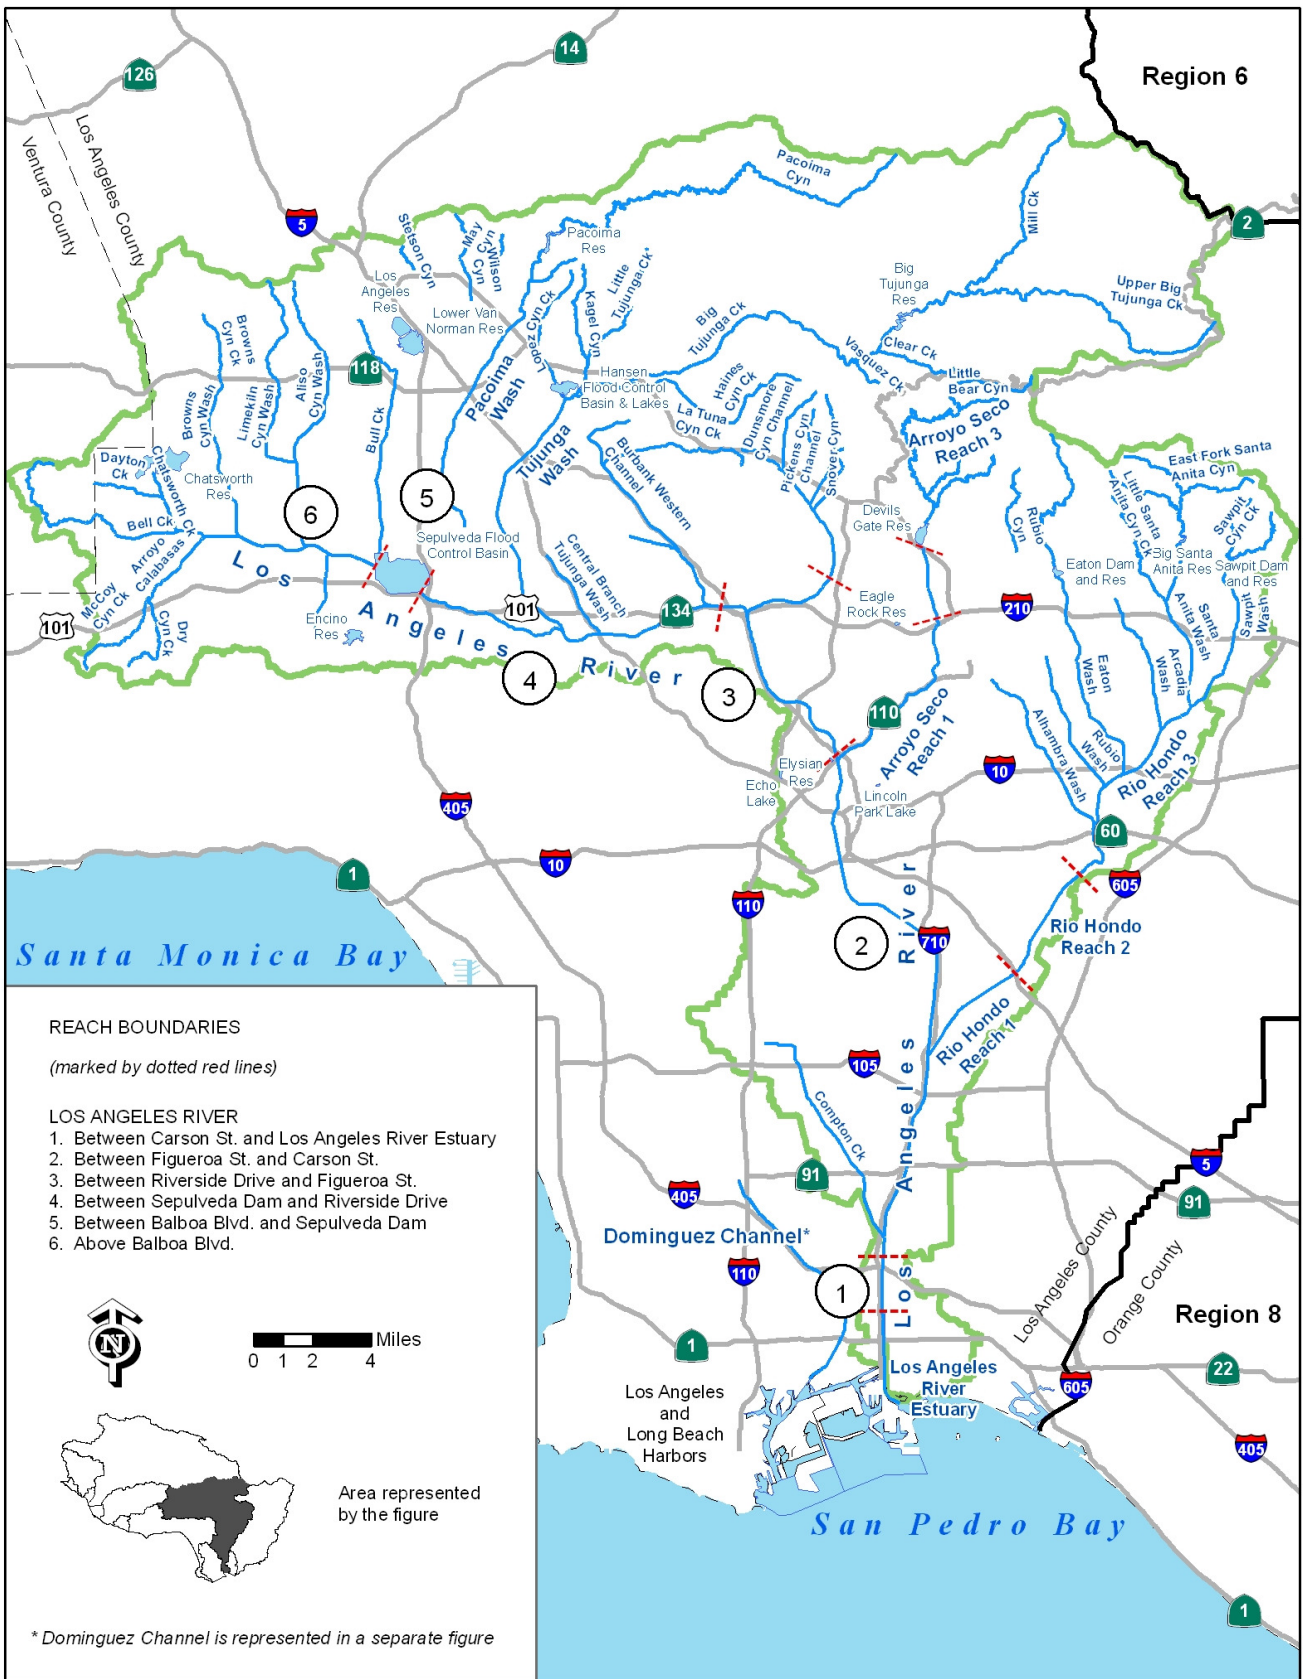 Region 6
14
126
Los Angeles County
Ventura County
5
2
Pacoima
Cyn
Mill Ck
Stetson Cyn
May
Cyn
Wilson
Cyn
Pacoima
Res
Little
Tujunga Ck*
Kagel Cyn
Lopez Cyn Ck
Los
Angeles
Res
Lower Van
Norman Res
Big
Tujunga
Res
Upper Big
Tujunga Ck
Big
Tujunga Ck
Vasquez Ck
Clear Ck
Little
Bear Cyn
Browns
Cyn Ck
Browns
Cyn Wash
Limekiln
Cyn Wash
Aliso
Cyn Wash
118
Bull Ck
Pacoima
Wash
Hansen
Flood Control
Basin & Lakes
Haines
Cyn Ck
La Tuna
Cyn Ck
Dunsmore
Cyn Channel
Pickens Cyn
Channel
Snover Cyn
Arroyo Seco
Reach 3
Tujunga
Wash
Burbank Western
Channel
Dayton
Ck
Chatsworth Ck
Chatsworth
Res
Bell Ck
Arroyo
Calabasas
McCoy
Cyn Ck
Dry
Cyn Ck
6
5
Sepulveda Flood
Control Basin
Central Branch
Tujunga Wash
Devils
Gate Res
Rubio
Cyn
Little Santa
Anita Cyn Ck
East Fork Santa
Anita Cyn
Sawpit
Cyn Ck
Big Santa
Anita Res
Sawpit Dam
and Res
Eaton Dam
and Res
Santa
Anita Wash
Sawpit
Wash
Eagle
Rock Res
210
101
101
134
Encino
Res
Los Angeles River
4
3
Eaton
Wash
Arcadia
Wash
Alhambra Wash
Rubio
Wash
Rio Hondo
Reach 3
110
Arroyo Seco
Reach 1
Elysian
Res
Echo
Lake
Lincoln
Park Lake
10
405
10
60
1
110
605
2
710
Los Angeles River
Rio Hondo
Reach 2
Rio Hondo
Reach 1
Santa Monica Bay
105
Compton Ck
91
405
5
91
Dominguez Channel*
110
1
Los Angeles County
Orange County
Region 8
1
22
605
405
Los Angeles
River
Estuary
Los Angeles
and
Long Beach
Harbors
San Pedro Bay
1
REACH BOUNDARIES
(marked by dotted red lines)
LOS ANGELES RIVER
1. Between Carson St. and Los Angeles River Estuary
2. Between Figueroa St. and Carson St.
3. Between Riverside Drive and Figueroa St.
4. Between Sepulveda Dam and Riverside Drive
5. Between Balboa Blvd. and Sepulveda Dam
6. Above Balboa Blvd.
N
Miles
0 1 2 4
Area represented
by the figure
* Dominguez Channel is represented in a separate figure